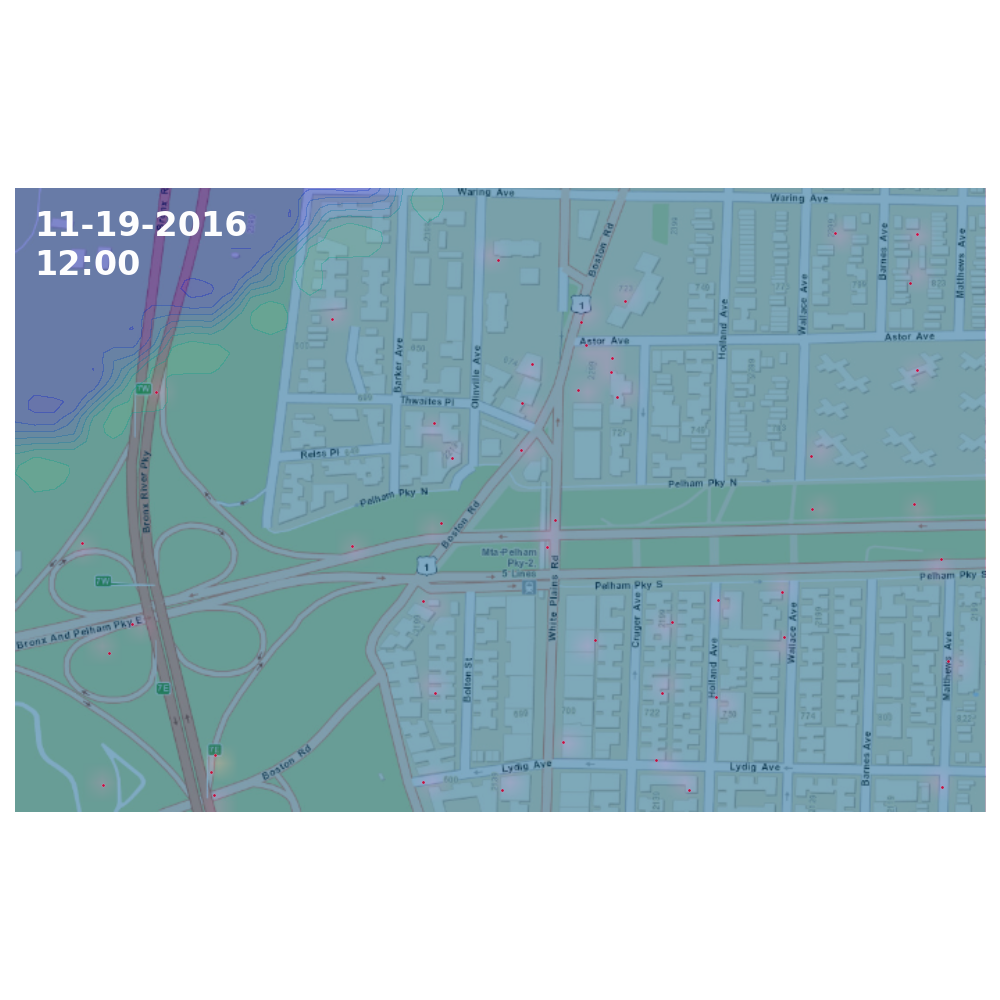 11-19-2016
12:00
Waring Ave
Waring Ave
Boston Rd
Barnes Ave
Matthews Ave
Wallace Ave
Holland Ave
1
723
Astor Ave
Astor Ave
Barker Ave
Olinville Ave
7W
Thwaites Pl
Reiss Pl
Pelham Pky N
Pelham Pky N
Bronx River Pky
Boston Rd
1
Mta-Pelham
Pky-2,
5 Lines
7W
White Plains Rd
Pelham Pky S
Pelham Pky S
Bronx And Pelham Pky E
Cruger Ave
Wallace Ave
Holland Ave
Matthews Ave
Bolton St
7E
724
Barnes Ave
7E
Boston Rd
Lydig Ave
Lydig Ave